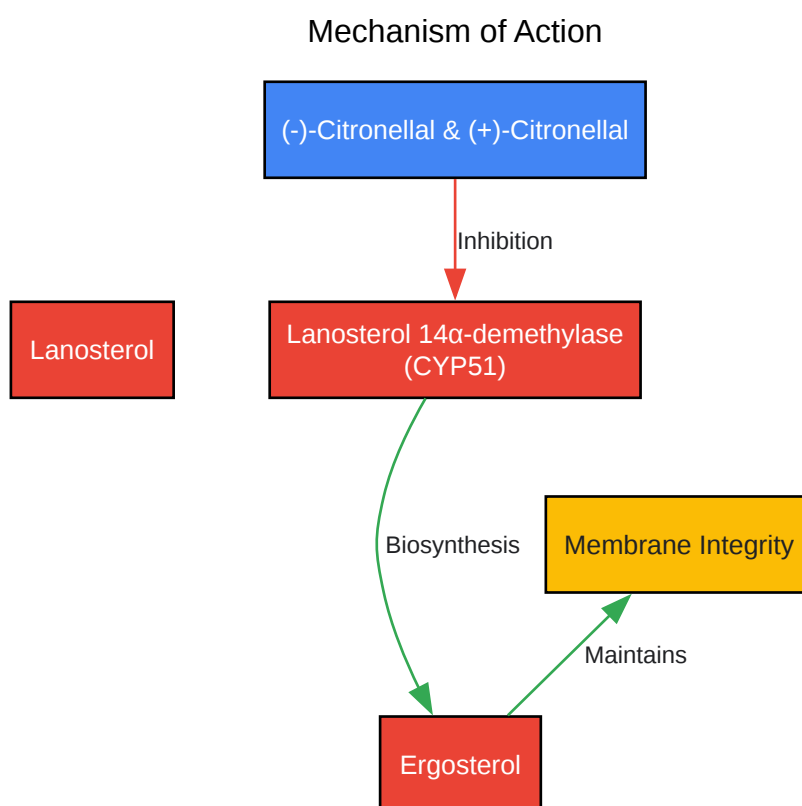 Mechanism of Action
(-)-Citronellal & (+)-Citronellal
Inhibition
Lanosterol
Lanosterol 14α-demethylase
(CYP51)
Biosynthesis
Membrane Integrity
Maintains
Ergosterol